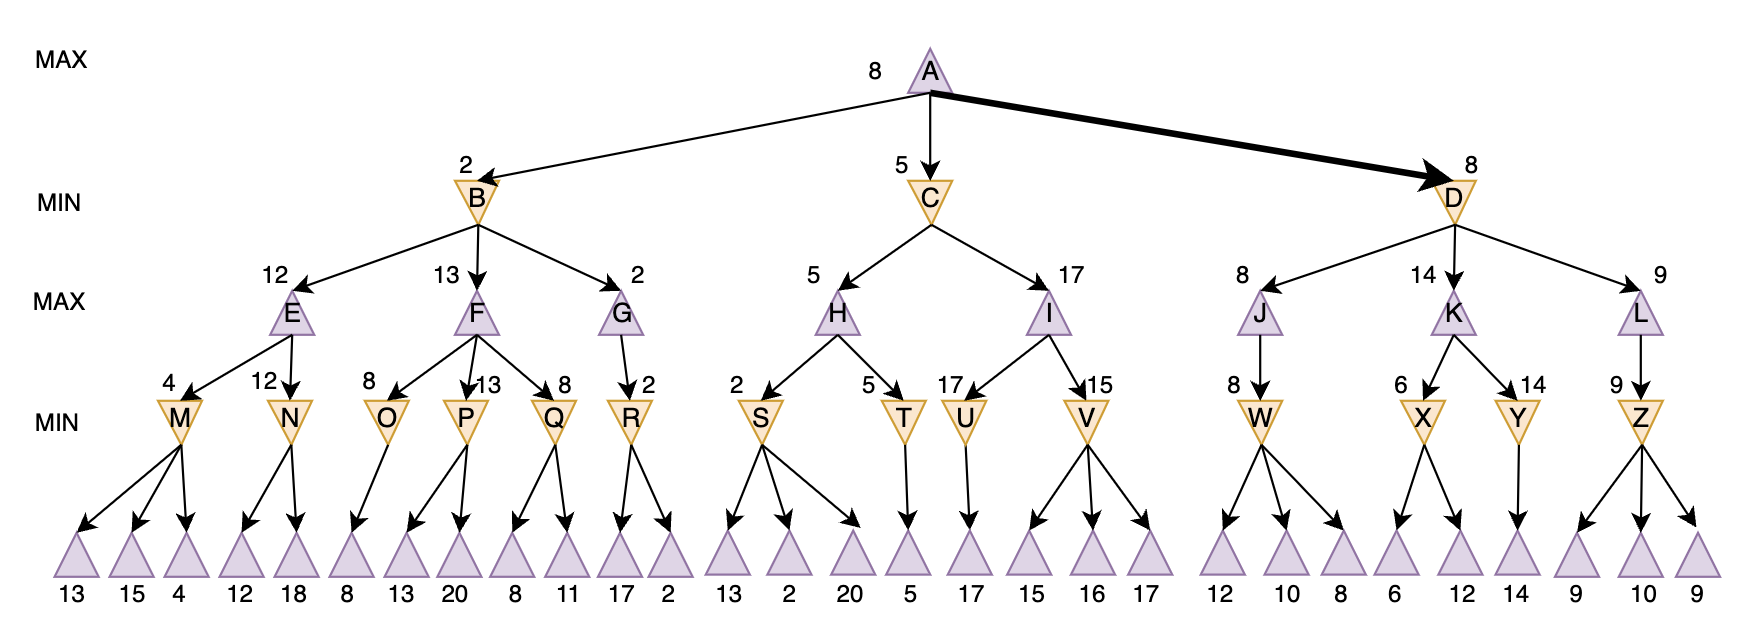 MAX
8 A
2 5 8
MIN B C D
12 13 2 5 17 8 14 9
MAX E F G H I J K L
4 12 8 13 8 2 2 5 17 15 8 6 14 9
MIN M N O P Q R S T U V W X Y Z
13 15 4 12 18 8 13 20 8 11 17 2 13 2 20 5 17 15 16 17 12 10 8 6 12 14 9 10 9